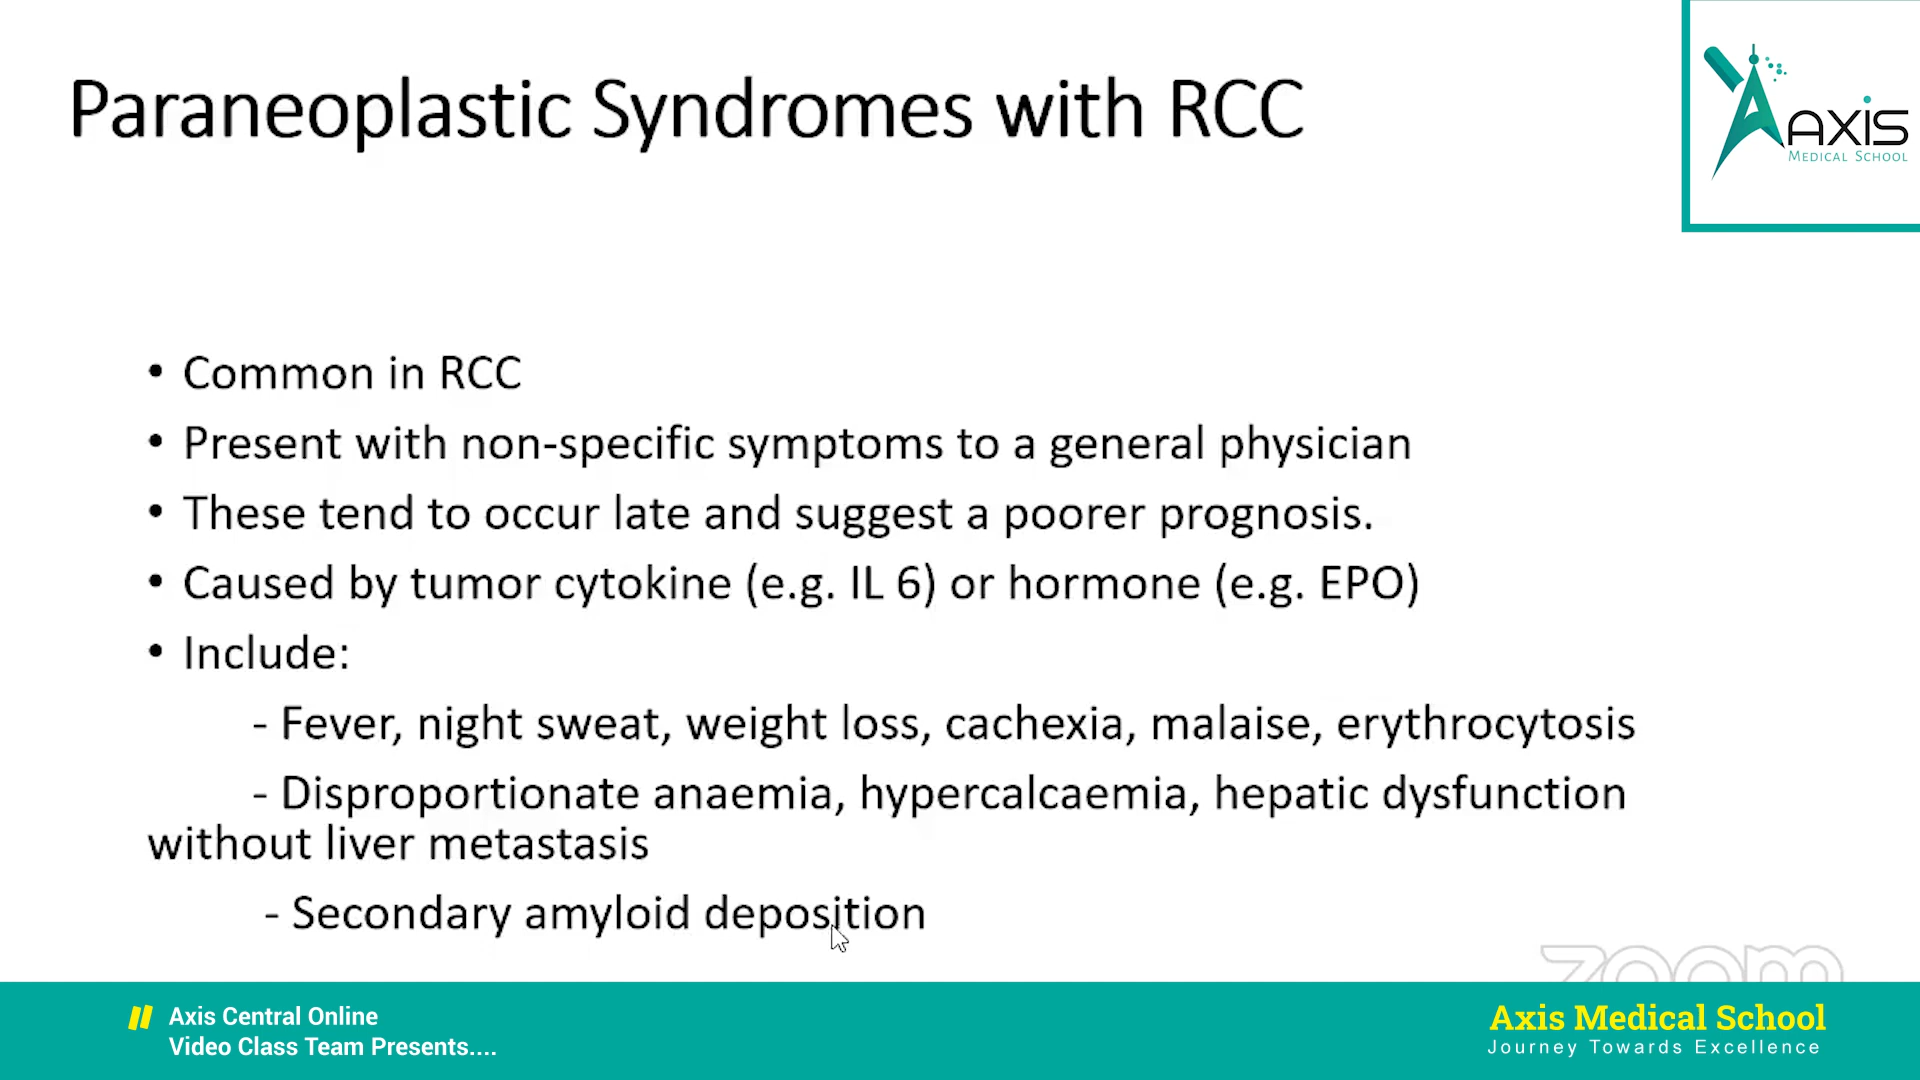 Paraneoplastic Syndromes with RCC
AXIS
MEDICAL SCHOOL
• Common in RCC
• Present with non-specific symptoms to a general physician
• These tend to occur late and suggest a poorer prognosis.
• Caused by tumor cytokine (e.g. IL 6) or hormone (e.g. EPO)
• Include:
- Fever, night sweat, weight loss, cachexia, malaise, erythrocytosis
- Disproportionate anaemia, hypercalcaemia, hepatic dysfunction
without liver metastasis
- Secondary amyloid deposition
zoom
Axis Central Online
Video Class Team Presents....
Axis Medical School
Journey Towards Excellence